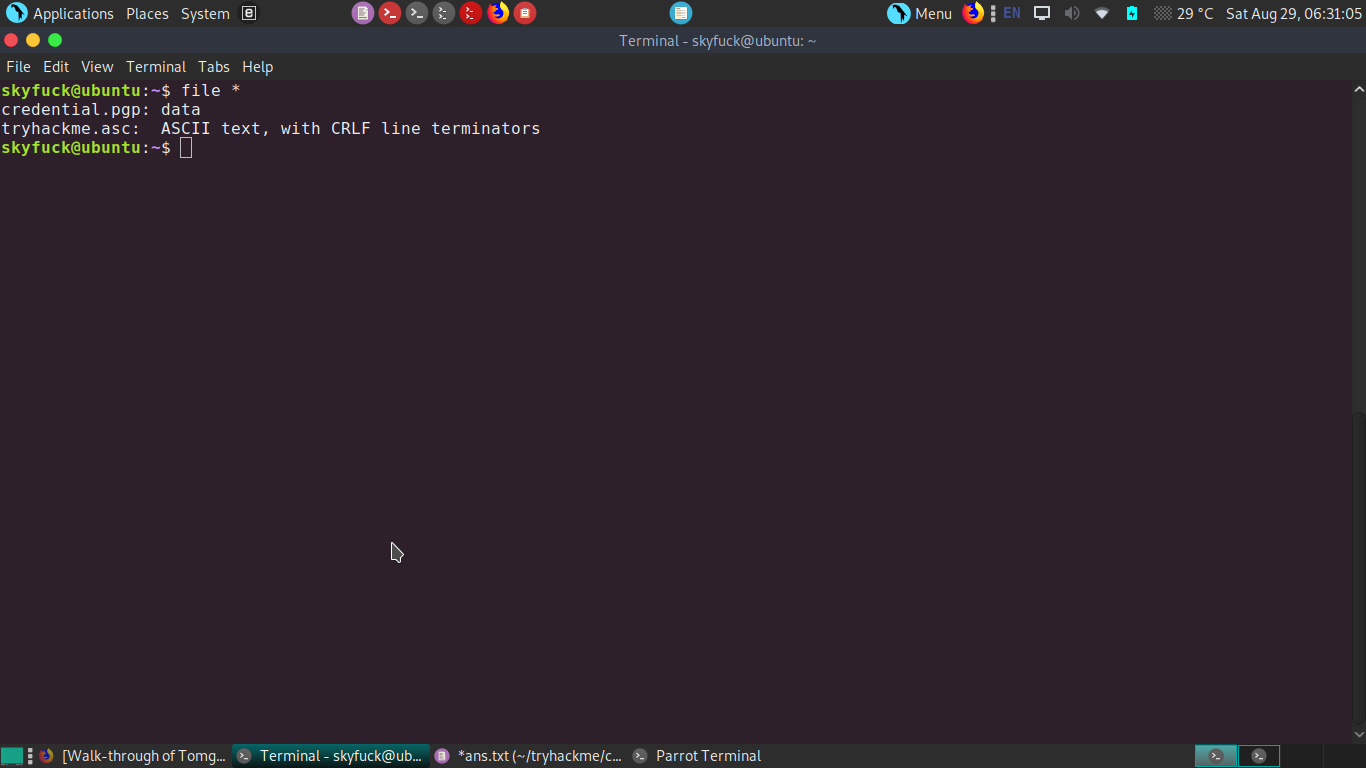 Applications Places System Menu EN 29 °C Sat Aug 29, 06:31:05
Terminal - skyfuck@ubuntu: ~
File Edit View Terminal Tabs Help
skyfuck@ubuntu:~$ file *
credential.pgp: data
tryhackme.asc:  ASCII text, with CRLF line terminators
skyfuck@ubuntu:~$
[Walk-through of Tomg... Terminal - skyfuck@ub... *ans.txt (~/tryhackme/c... Parrot Terminal